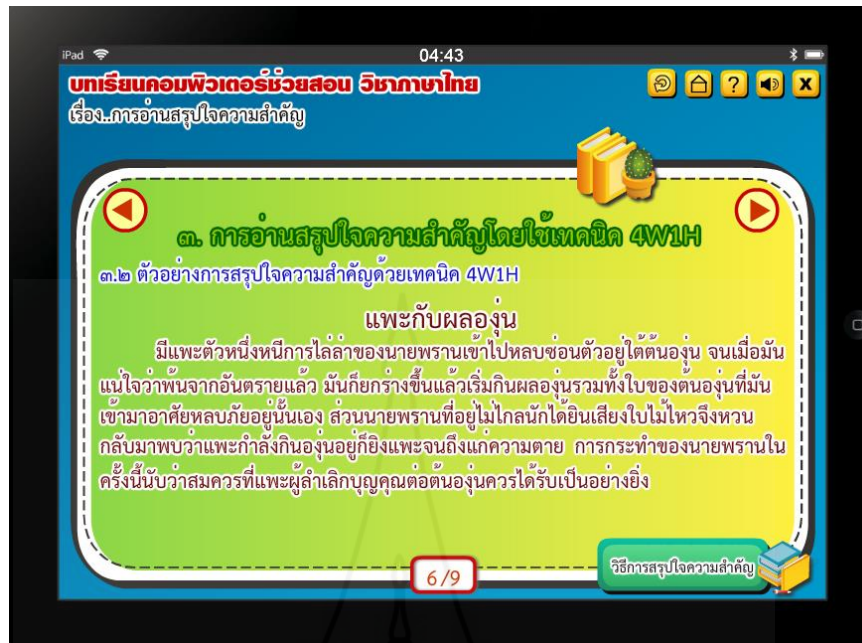 iPad 04:43
บทเรียนคอมพิวเตอร์ช่วยสอน วิชาภาษาไทย
? X
เรื่อง..การอ่านสรุปใจความสำคัญ
๓. การอ่านสรุปใจความสำคัญโดยใช้เทคนิค 4W1H
๓.๒ ตัวอย่างการสรุปใจความสำคัญด้วยเทคนิค 4W1H
แพะกับผลองุ่น
มีแพะตัวหนึ่งหนีการไล่ล่าของนายพรานเข้าไปหลบซ่อนตัวอยู่ใต้ต้นองุ่น จนเมื่อมัน
แน่ใจว่าพ้นจากอันตรายแล้ว มันก็ยกร่างขึ้นแล้วเริ่มกินผลองุ่นรวมทั้งใบของต้นองุ่นที่มัน
เข้ามาอาศัยหลบภัยอยู่นั้นเอง ส่วนนายพรานที่อยู่ไม่ไกลนักได้ยินเสียงใบไม้ไหวจึงหวน
กลับมาพบว่าแพะกำลังกินองุ่นอยู่ก็ยิงแพะจนถึงแก่ความตาย การกระทำของนายพรานใน
ครั้งนี้นับว่าสมควรที่แพะผู้ลำเลิกบุญคุณต่อต้นองุ่นควรได้รับเป็นอย่างยิ่ง
6/9
วิธีการสรุปใจความสำคัญ